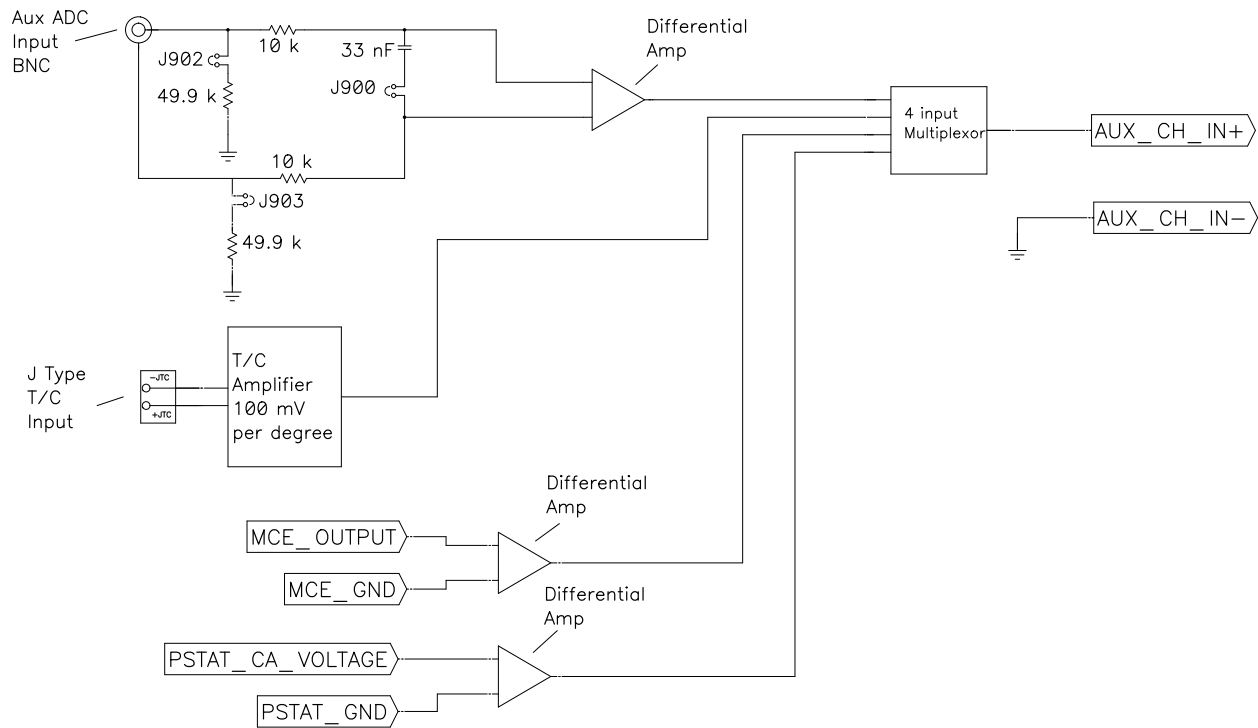 Aux ADC
Input
BNC
J902
49.9 k
10 k
33 nF
J900
Differential
Amp
10 k
J903
49.9 k
4 input
Multiplexor
AUX_CH_IN+
AUX_CH_IN−
J Type
T/C
Input
−JTC
+JTC
T/C
Amplifier
100 mV
per degree
Differential
Amp
MCE_OUTPUT
MCE_GND
Differential
Amp
PSTAT_CA_VOLTAGE
PSTAT_GND